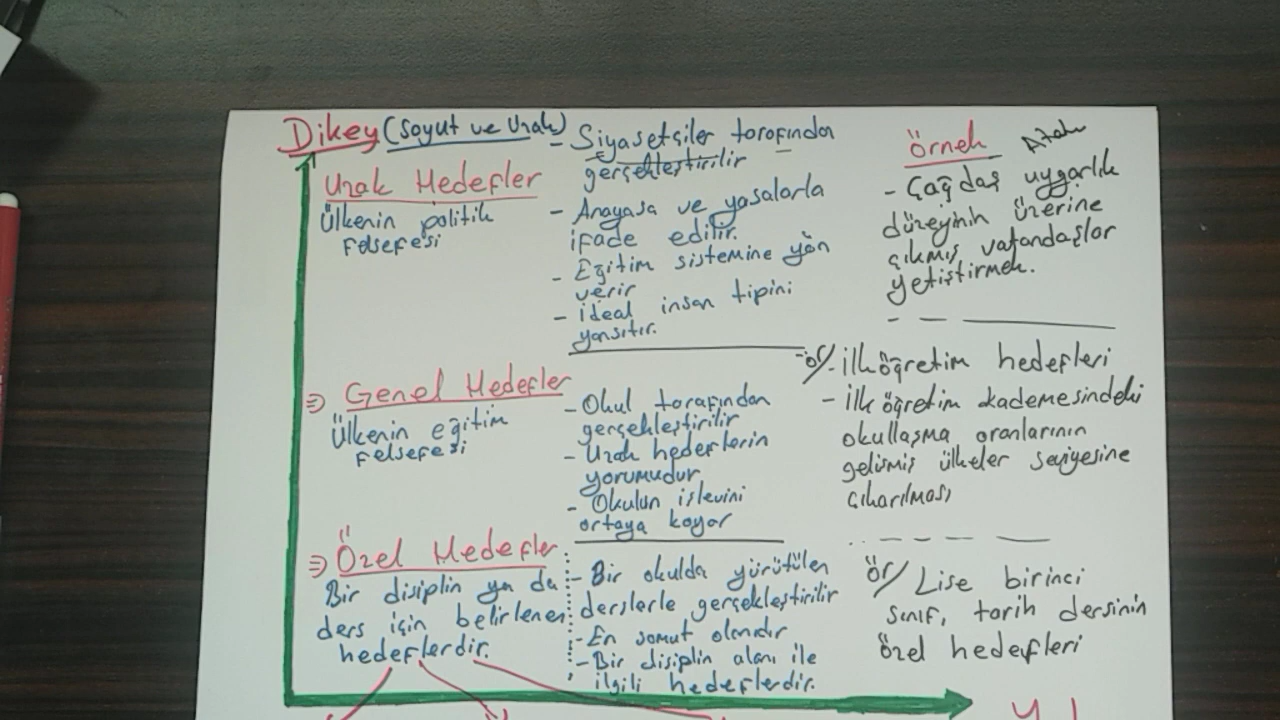 Dikey (Soyut ve Uzak)
Uzak Hedefler
Ülkenin politik
Felsefesi
- Siyasetçiler tarafından
gerçekleştirilir
- Anayasa ve yasalarla
ifade edilir.
- Eğitim sistemine yön
verir
- İdeal insan tipini
yansıtır.
Örnek
- Çağdaş uygarlık
düzeyinin üzerine
çıkmış vatandaşlar
yetiştirmek.
⇒ Genel Hedefler
Ülkenin eğitim
Felsefesi
- Okul tarafından
gerçekleştirilir
- Uzak hedeflerin
yorumudur
- Okulun işlevini
ortaya koyar
ör/- İlköğretim hedefleri
- İlk öğretim kademesindeki
okullaşma oranlarının
gelişmiş ülkeler seviyesine
çıkarılması
⇒ Özel Hedefler
Bir disiplin ya da
ders için belirlenen
hedeflerdir.
- Bir okulda yürütülen
derslerle gerçekleştirilir
- En somut olanıdır
- Bir disiplin alanı ile
ilgili hedeflerdir.
ör/ Lise birinci
sınıf, tarih dersinin
özel hedefleri